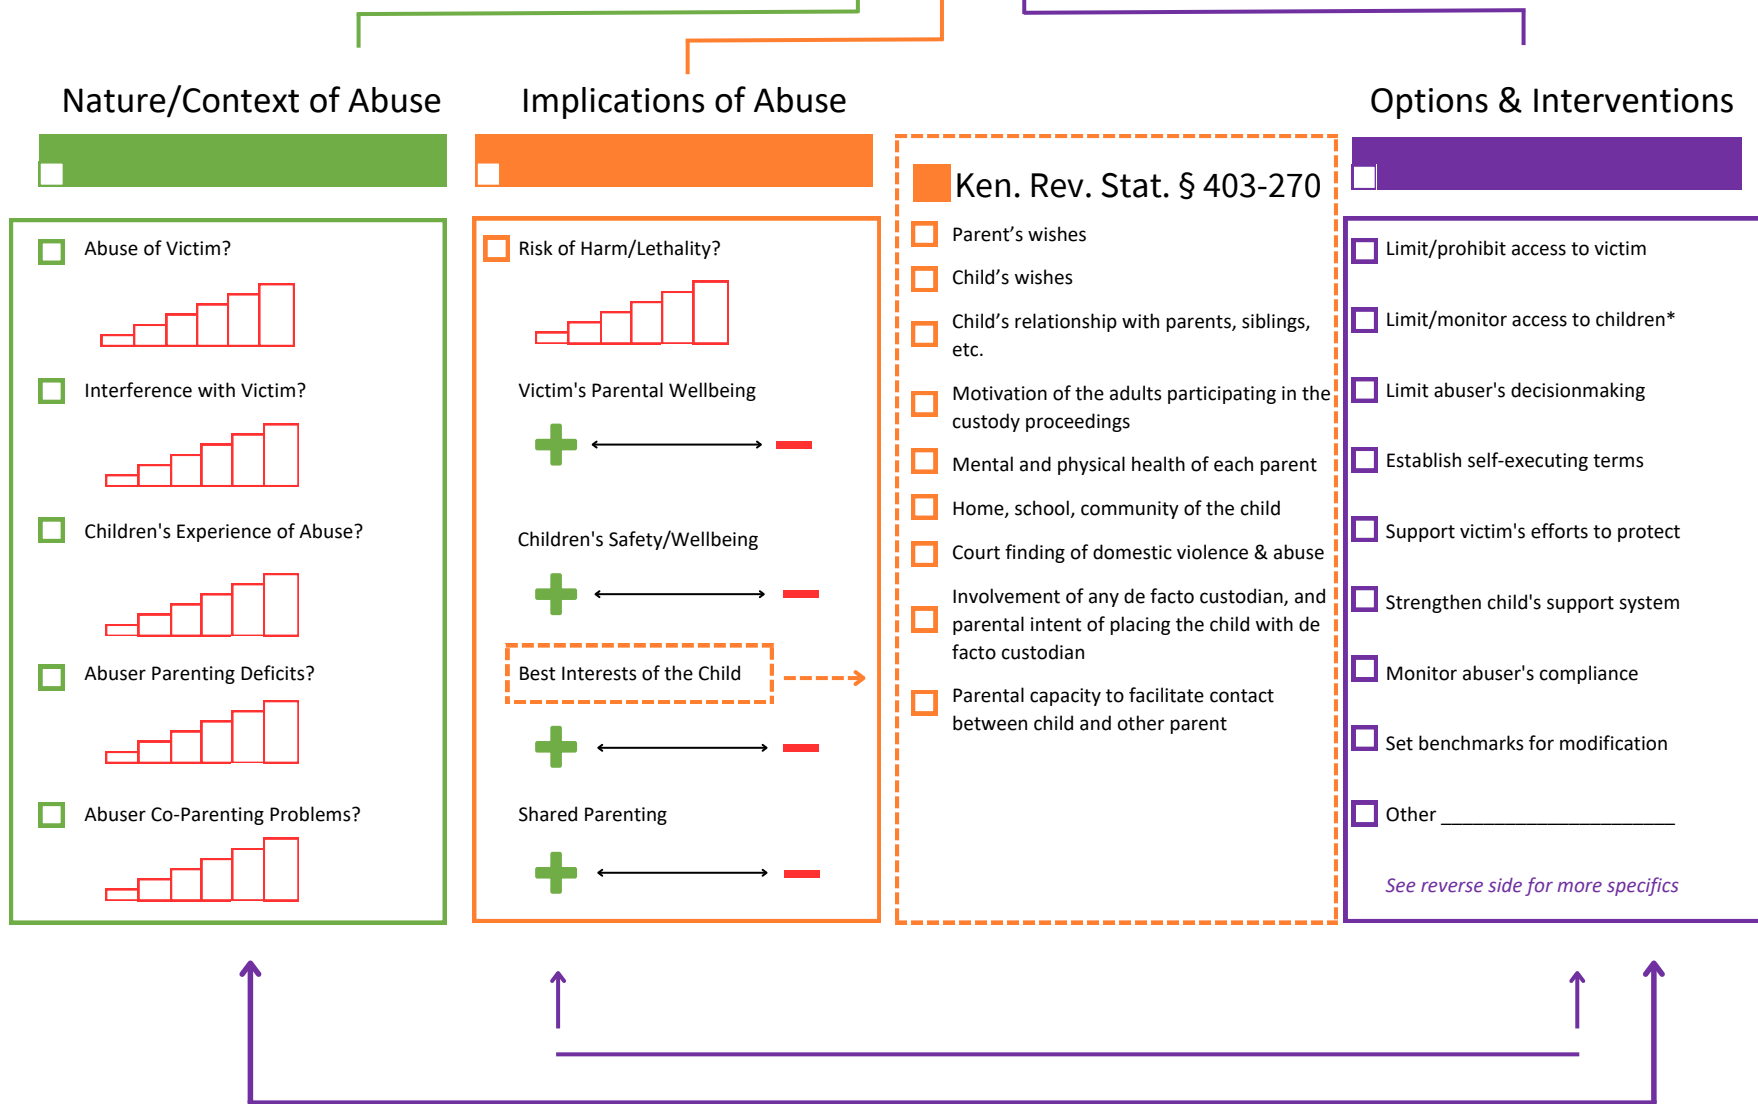 Nature/Context of Abuse
Abuse of Victim?
Interference with Victim?
Children's Experience of Abuse?
Abuser Parenting Deficits?
Abuser Co-Parenting Problems?
Implications of Abuse
Risk of Harm/Lethality?
Victim's Parental Wellbeing
Children's Safety/Wellbeing
Best Interests of the Child
Shared Parenting
Ken. Rev. Stat. § 403-270
Parent’s wishes
Child’s wishes
Child’s relationship with parents, siblings,
etc.
Motivation of the adults participating in the
custody proceedings
Mental and physical health of each parent
Home, school, community of the child
Court finding of domestic violence & abuse
Involvement of any de facto custodian, and
parental intent of placing the child with de
facto custodian
Parental capacity to facilitate contact
between child and other parent
Options & Interventions
Limit/prohibit access to victim
Limit/monitor access to children*
Limit abuser's decisionmaking
Establish self-executing terms
Support victim's efforts to protect
Strengthen child's support system
Monitor abuser's compliance
Set benchmarks for modification
Other ______________________
See reverse side for more specifics